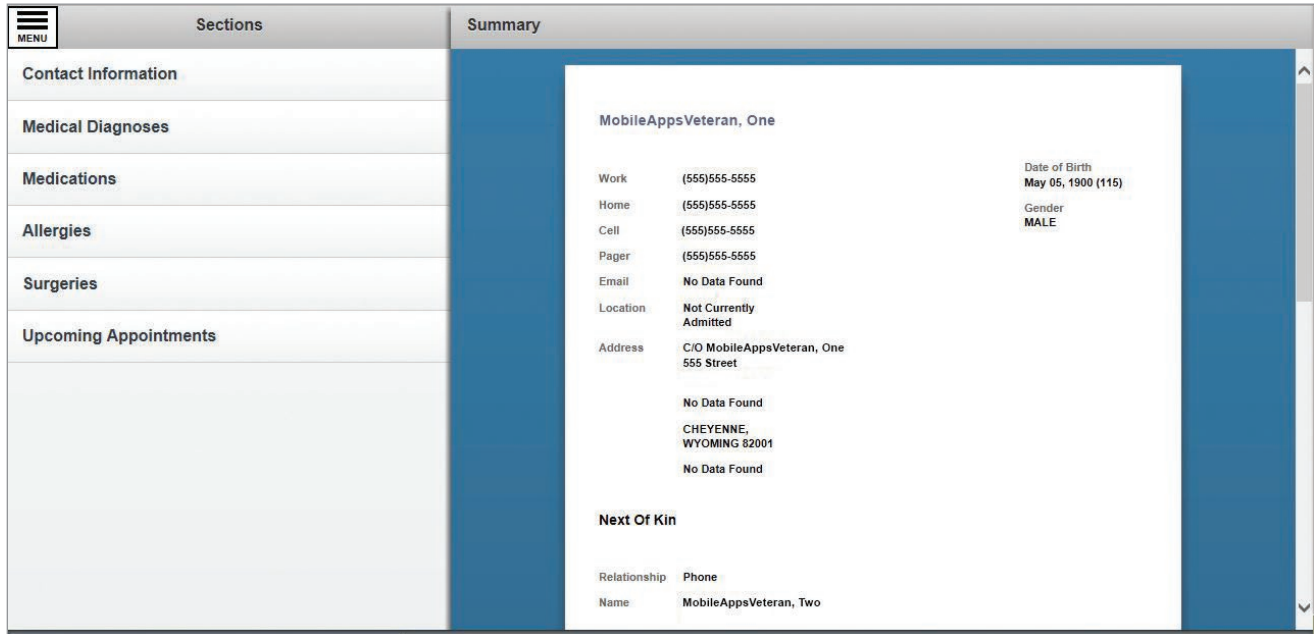 MENU
Sections
Summary
Contact Information
Medical Diagnoses
Medications
Allergies
Surgeries
Upcoming Appointments
MobileAppsVeteran, One
Work (555)555-5555
Home (555)555-5555
Cell (555)555-5555
Pager (555)555-5555
Email No Data Found
Location Not Currently
Admitted
Address C/O MobileAppsVeteran, One
555 Street
No Data Found
CHEYENNE,
WYOMING 82001
No Data Found
Date of Birth
May 05, 1900 (115)
Gender
MALE
Next Of Kin
Relationship Phone
Name MobileAppsVeteran, Two